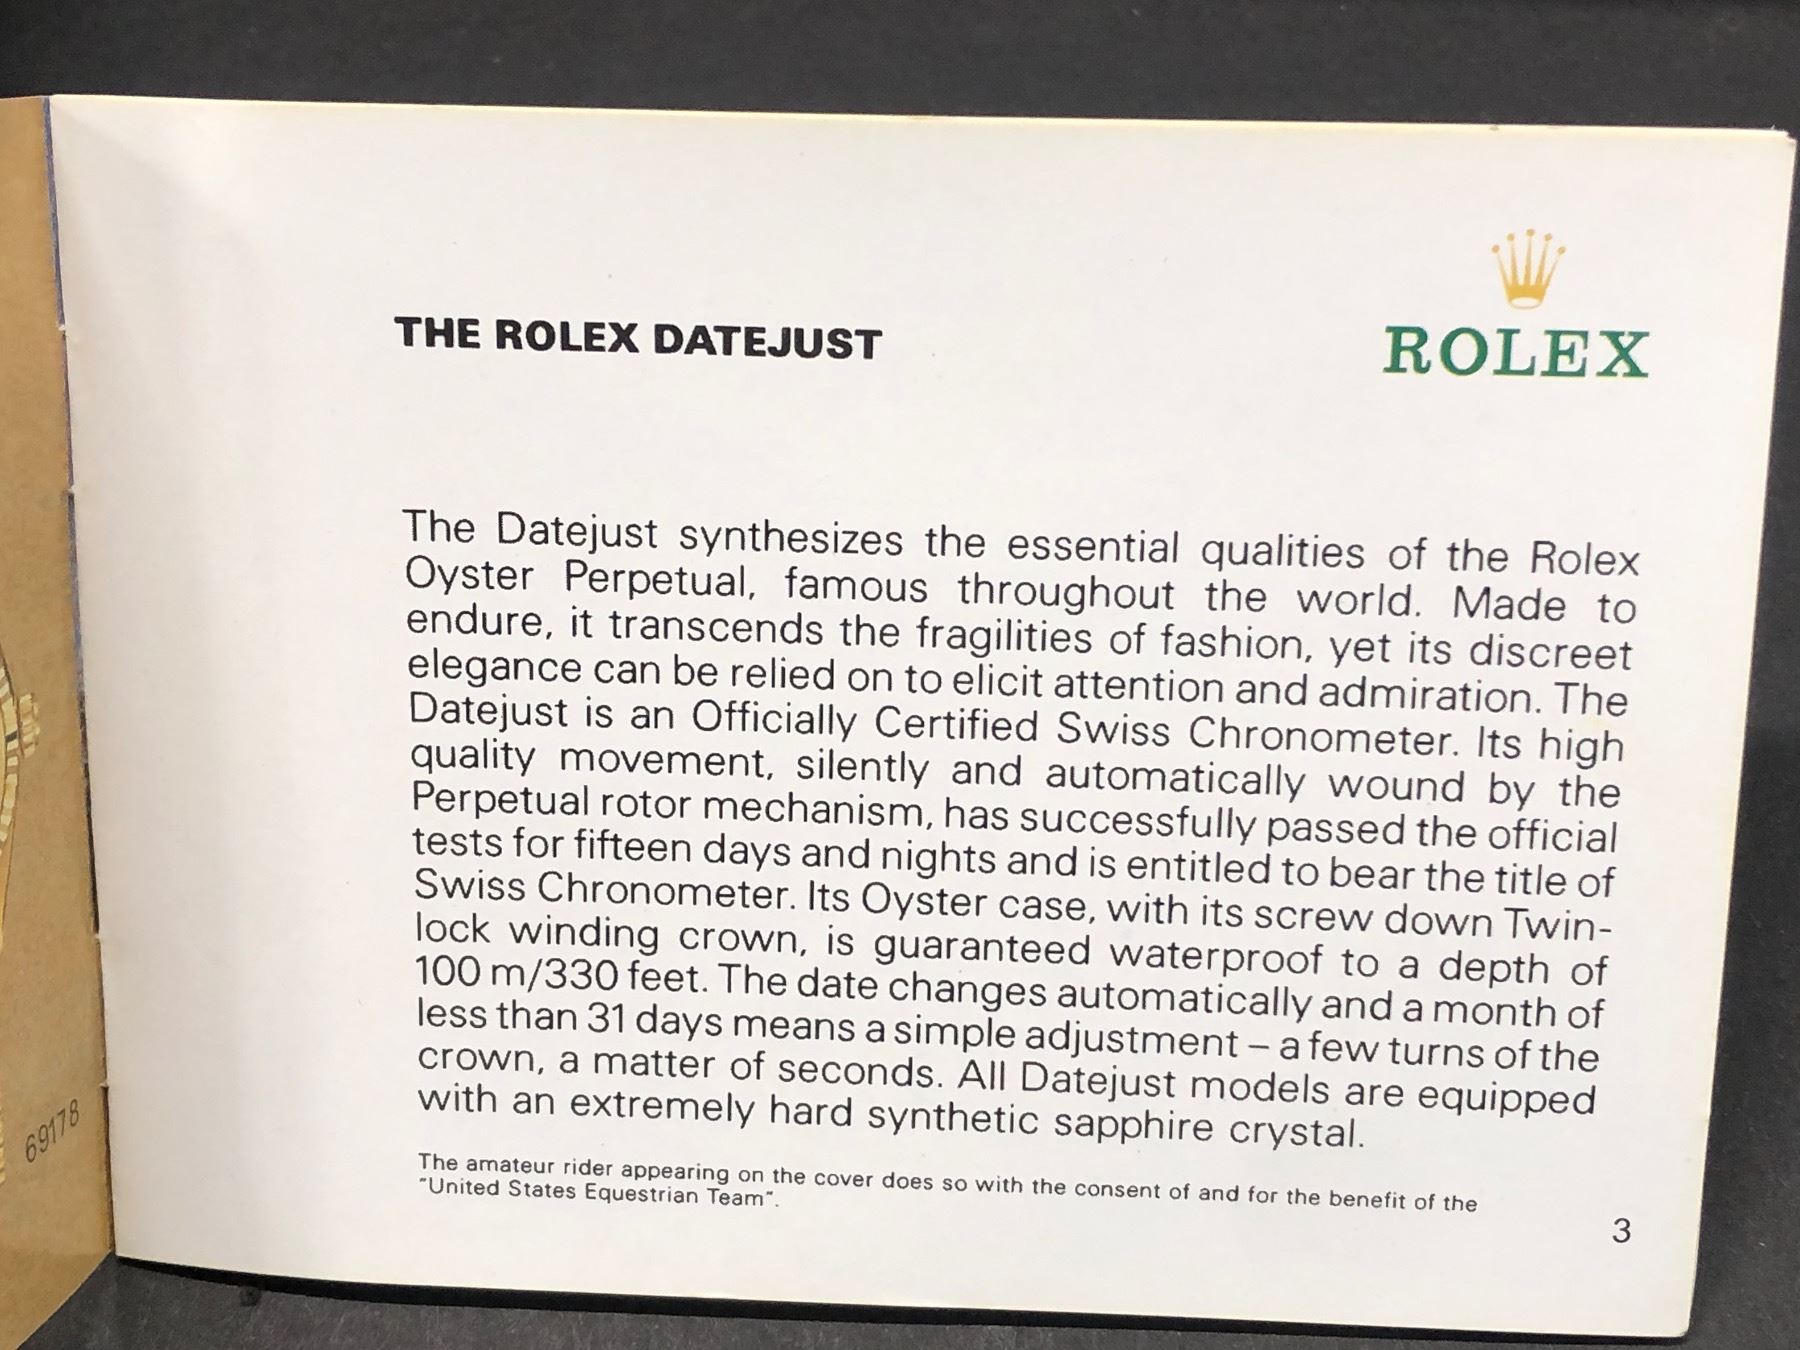 ROLEX
THE ROLEX DATEJUST
The Datejust synthesizes the essential qualities of the Rolex
Oyster Perpetual, famous throughout the world. Made to
endure, it transcends the fragilities of fashion, yet its discreet
elegance can be relied on to elicit attention and admiration. The
Datejust is an Officially Certified Swiss Chronometer. Its high
quality movement, silently and automatically wound by the
Perpetual rotor mechanism, has successfully passed the official
tests for fifteen days and nights and is entitled to bear the title of
Swiss Chronometer. Its Oyster case, with its screw down Twin-
lock winding crown, is guaranteed waterproof to a depth of
100 m/330 feet. The date changes automatically and a month of
less than 31 days means a simple adjustment – a few turns of the
crown, a matter of seconds. All Datejust models are equipped
with an extremely hard synthetic sapphire crystal.
The amateur rider appearing on the cover does so with the consent of and for the benefit of the
"United States Equestrian Team".
3
69178